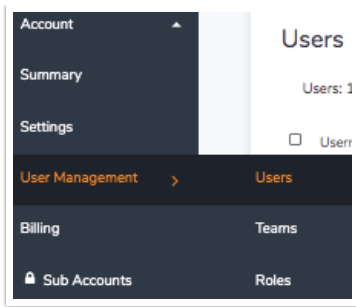 Account
Summary
Settings
User Management
Billing
Sub Accounts
Users
Users: 1
Users
Teams
Roles